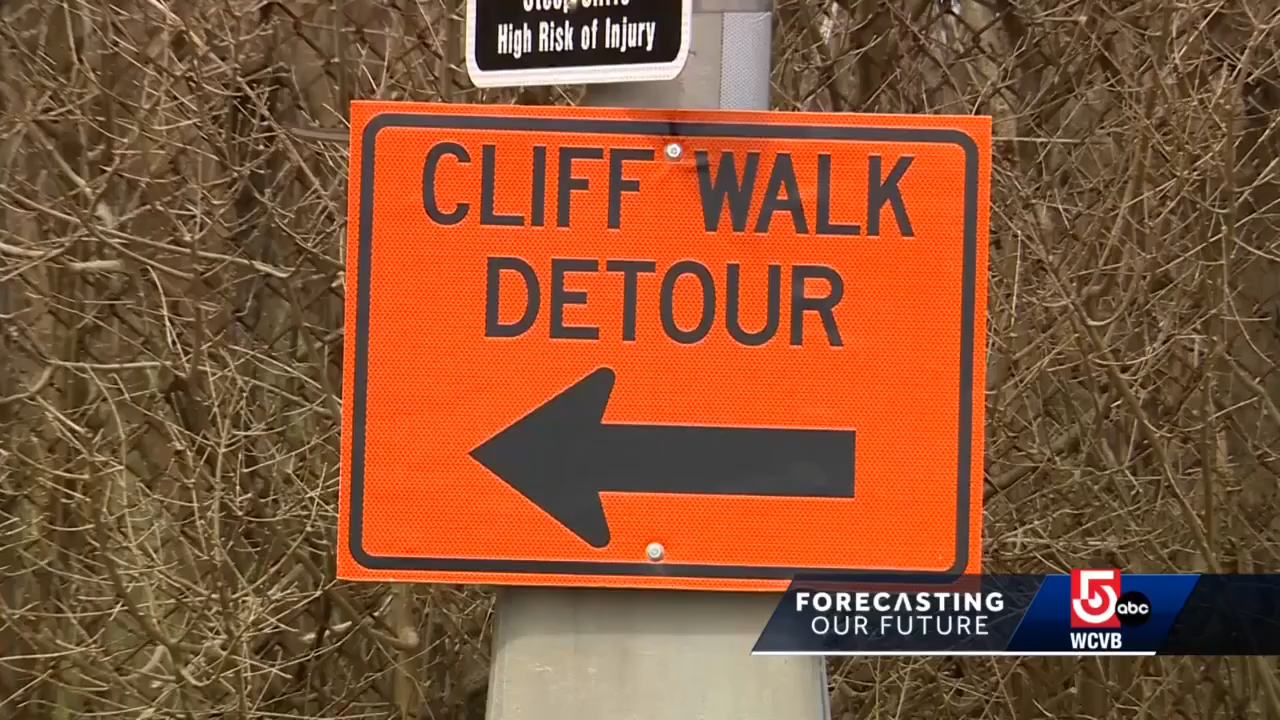 High Risk of Injury
CLIFF WALK
DETOUR
FORECASTING
OUR FUTURE
5
abc
WCVB